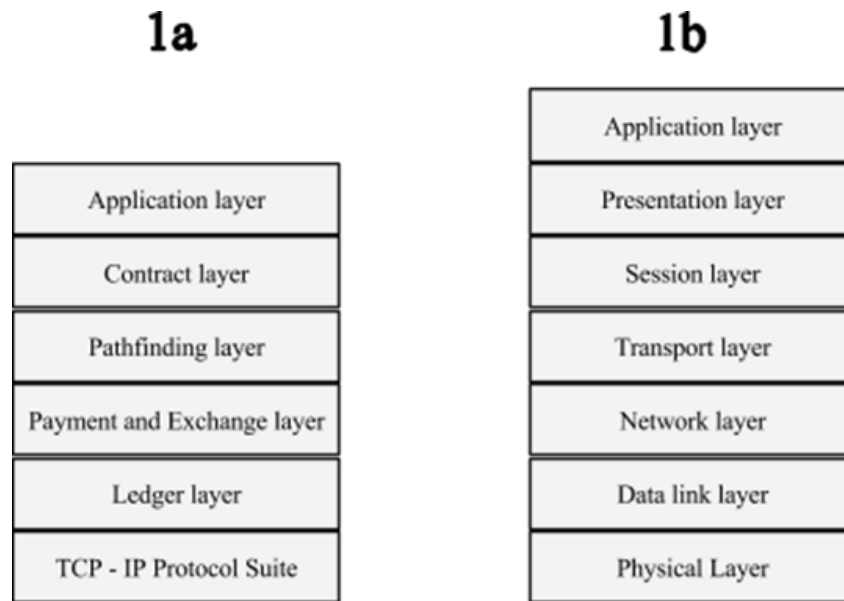 1a
Application layer
Contract layer
Pathfinding layer
Payment and Exchange layer
Ledger layer
TCP - IP Protocol Suite
1b
Application layer
Presentation layer
Session layer
Transport layer
Network layer
Data link layer
Physical Layer